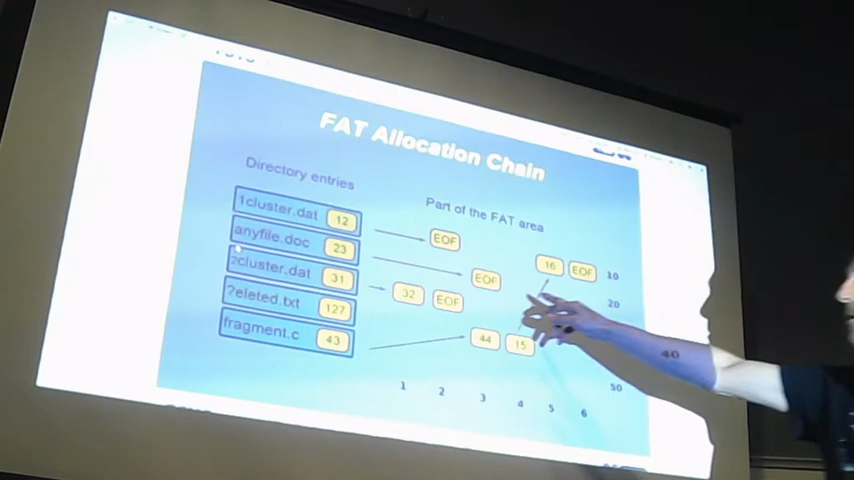 FAT Allocation Chain
Directory entries
Part of the FAT area
1cluster.dat 12
anyfile.doc 23
2cluster.dat 31
?eleted.txt 127
fragment.c 43
EOF
EOF
16 EOF 10
32 EOF
20
44 15
40
50
1 2 3 4 5 6